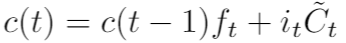 c(t) = c(t − 1)f_t + i_t C̃_t